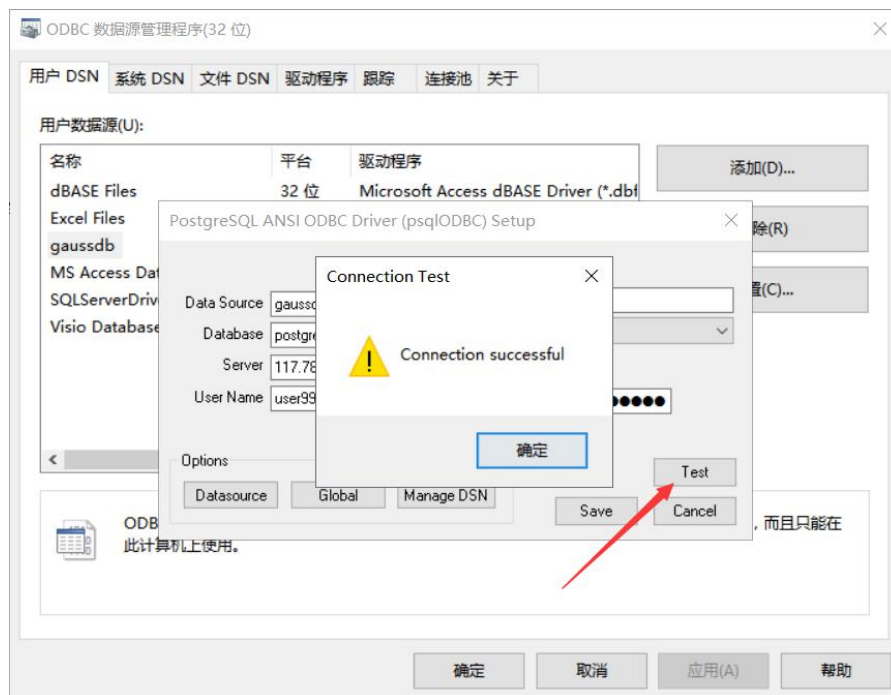 ODBC 数据源管理程序(32 位)
用户 DSN 系统 DSN 文件 DSN 驱动程序 跟踪 连接池 关于
用户数据源(U):
名称 平台 驱动程序
dBASE Files 32 位 Microsoft Access dBASE Driver (*.dbf
Excel Files
gaussdb
MS Access Dat
SQLServerDriv
Visio Database
添加(D)...
除(R)
置(C)...
PostgreSQL ANSI ODBC Driver (psqlODBC) Setup
Data Source gaussd
Database postgre
Server 117.78
User Name user99
Options
Datasource Global Manage DSN
Test
Save Cancel
Connection Test
Connection successful
确定
ODB
，而且只能在
此计算机上使用。
确定 取消 应用(A) 帮助